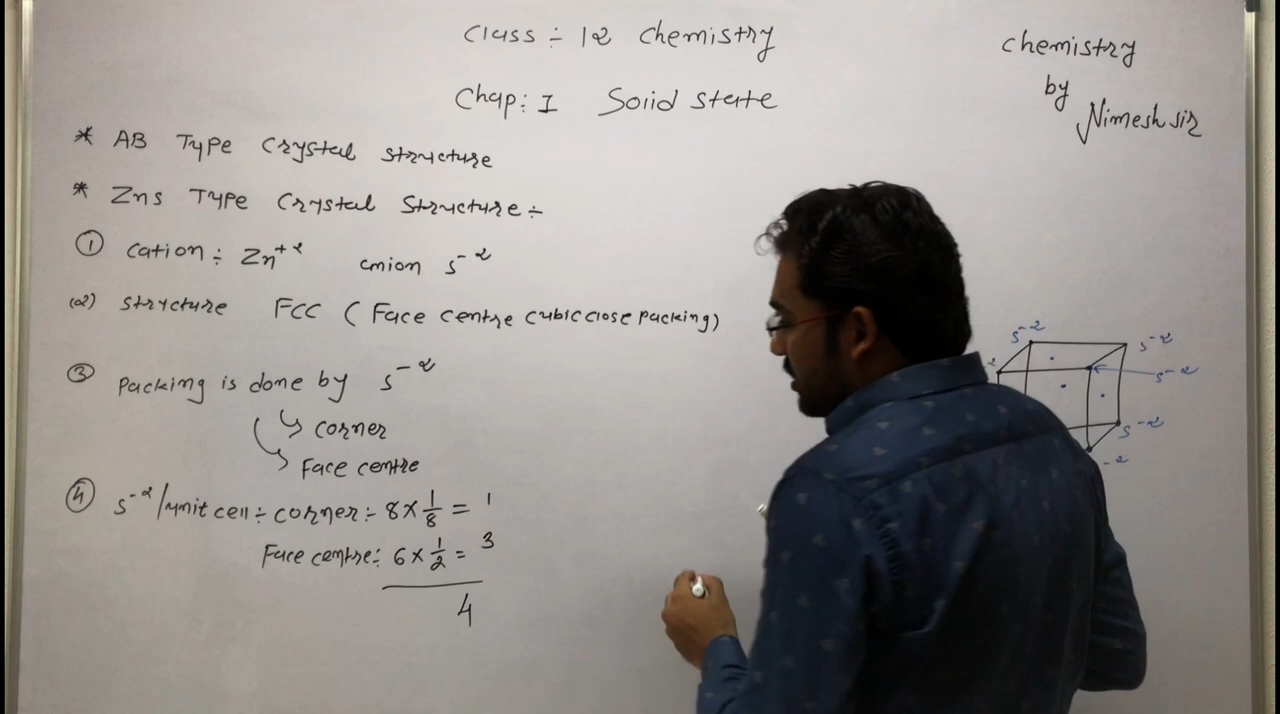 Class ÷ 12 Chemistry
Chap: I Solid State
chemistry
by
Nimesh sir
* AB Type Crystal structure
* Zns Type Crystal Structure ÷
① cation ÷ Zn⁺² anion s⁻²
(2) structure FCC (Face centre cubic close packing)
③ packing is done by s⁻²
↳ corner
↳ Face centre
④ s⁻²/unit cell ÷ corner ÷ 8 × 1/8 = 1
Face centre: 6 × 1/2 = 3
4
s⁻²
s⁻²
s⁻²
s⁻²